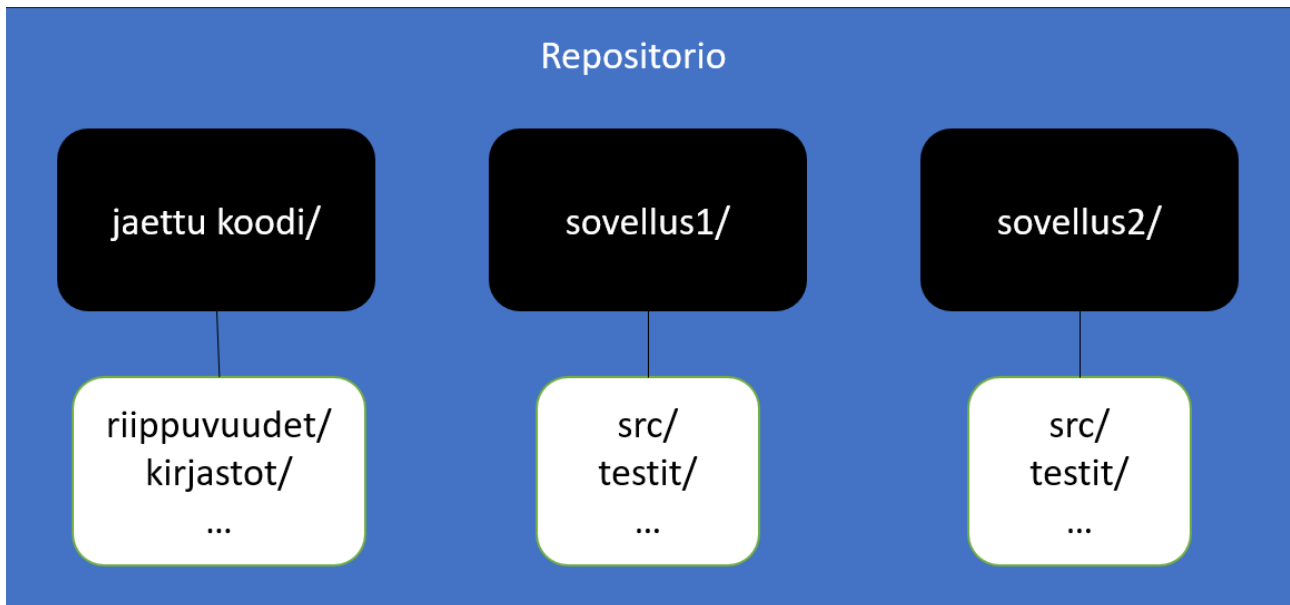 Repositorio
jaettu koodi/
sovellus1/
sovellus2/
riippuvuudet/
kirjastot/
...
src/
testit/
...
src/
testit/
...